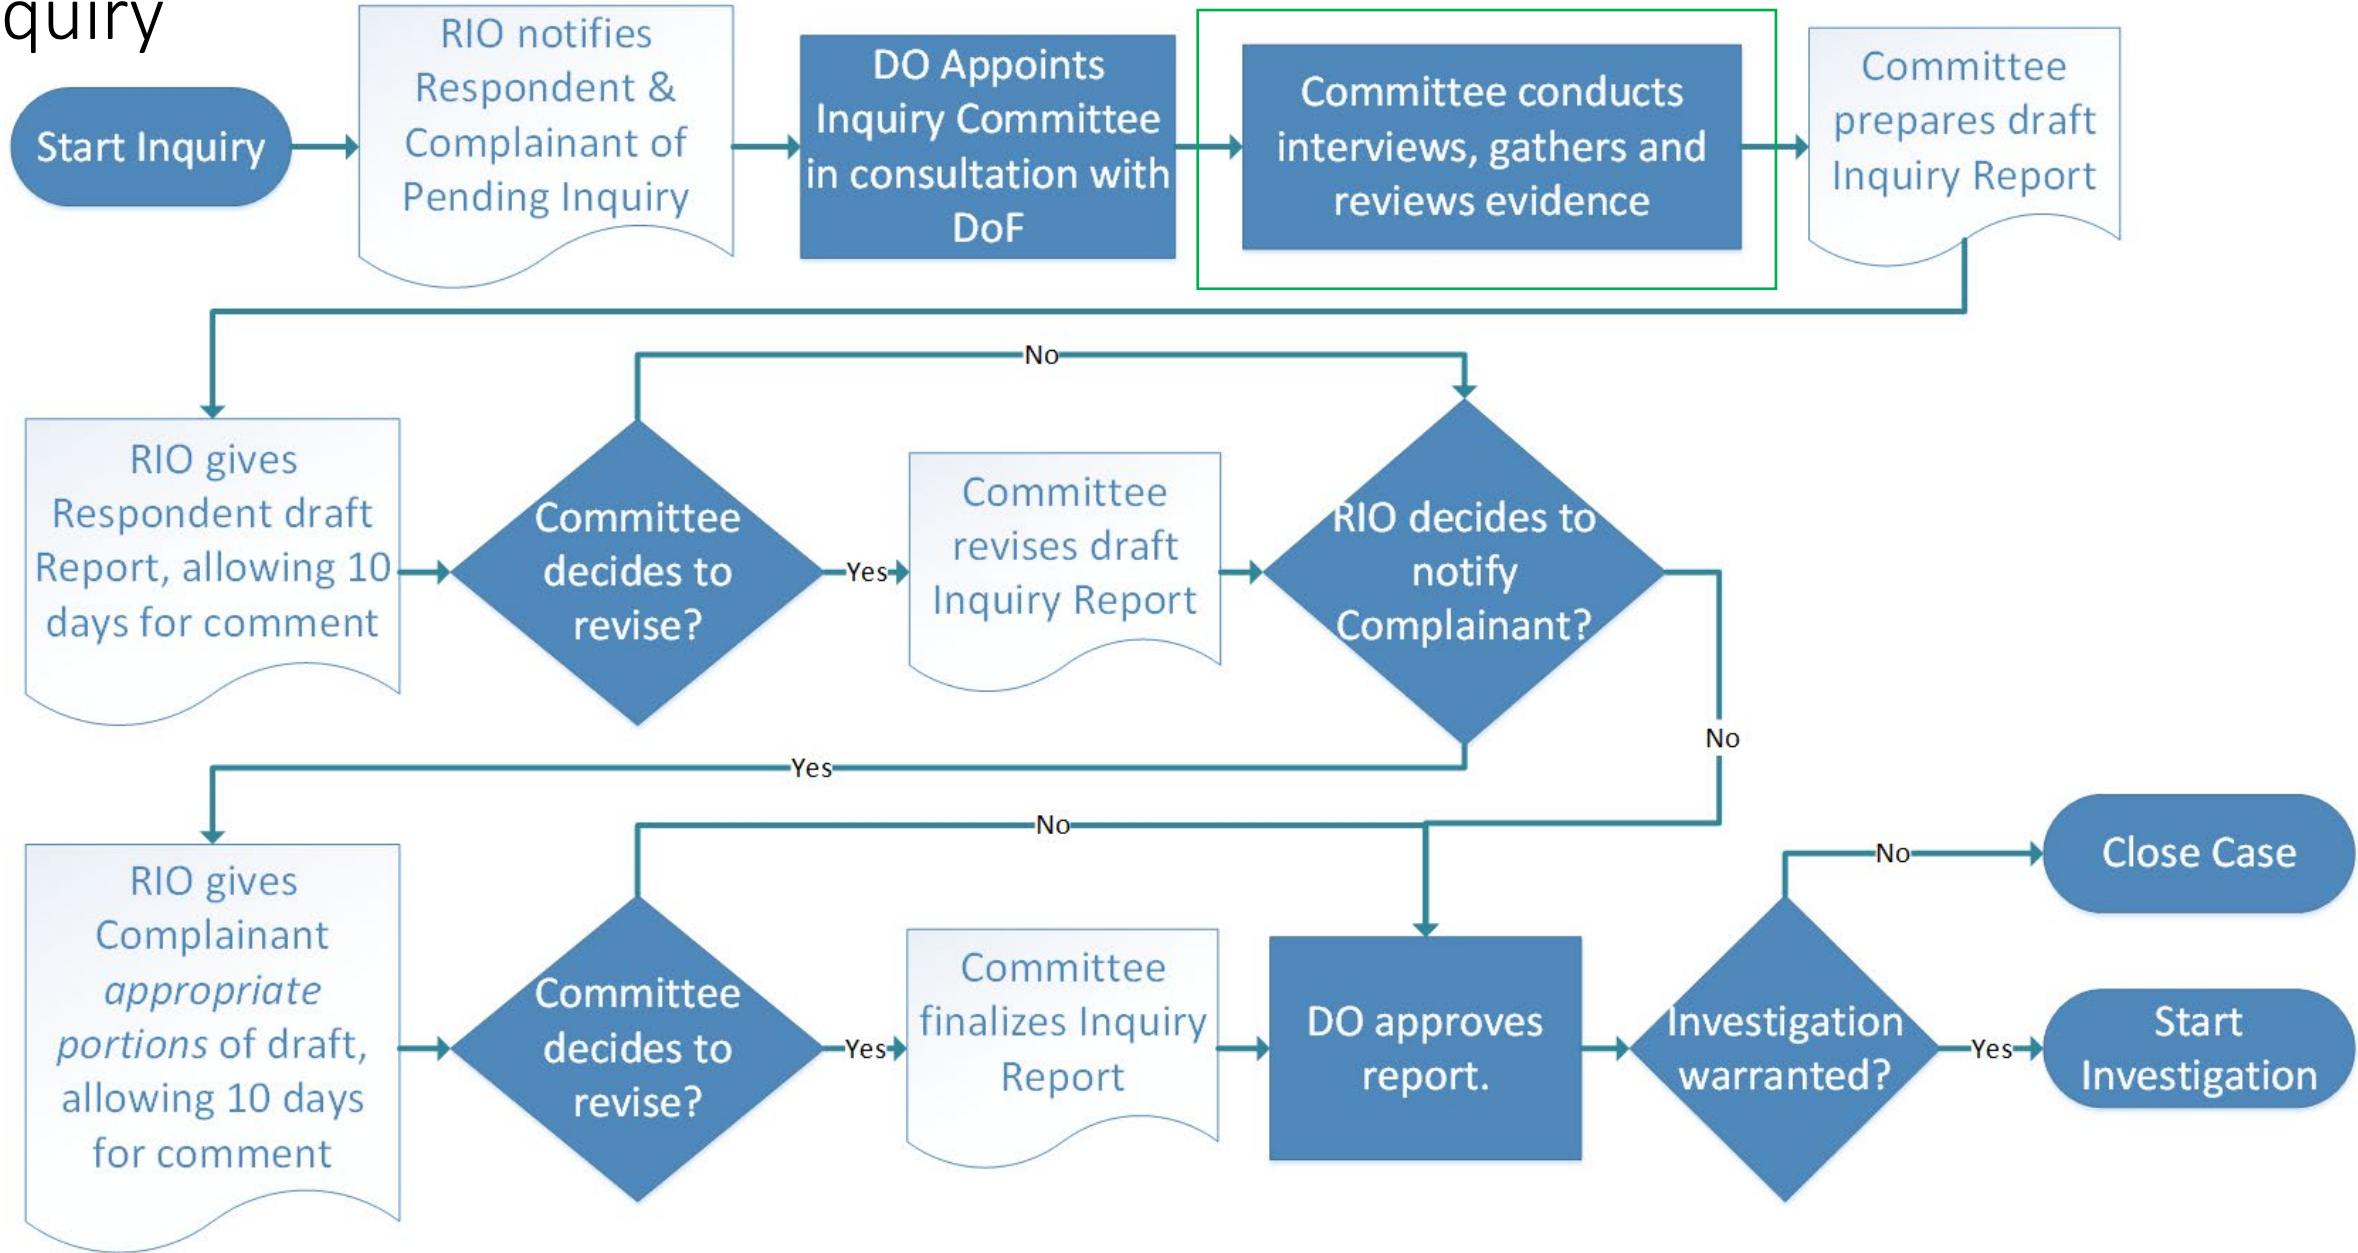 quiry
Start Inquiry
RIO notifies
Respondent &
Complainant of
Pending Inquiry
DO Appoints
Inquiry Committee
in consultation with
DoF
Committee conducts
interviews, gathers and
reviews evidence
Committee
prepares draft
Inquiry Report
No
RIO gives
Respondent draft
Report, allowing 10
days for comment
Committee
decides to
revise?
Yes
Committee
revises draft
Inquiry Report
RIO decides to
notify
Complainant?
No
Yes
No
RIO gives
Complainant
appropriate
portions of draft,
allowing 10 days
for comment
Committee
decides to
revise?
Yes
Committee
finalizes Inquiry
Report
DO approves
report.
Investigation
warranted?
No
Close Case
Yes
Start
Investigation